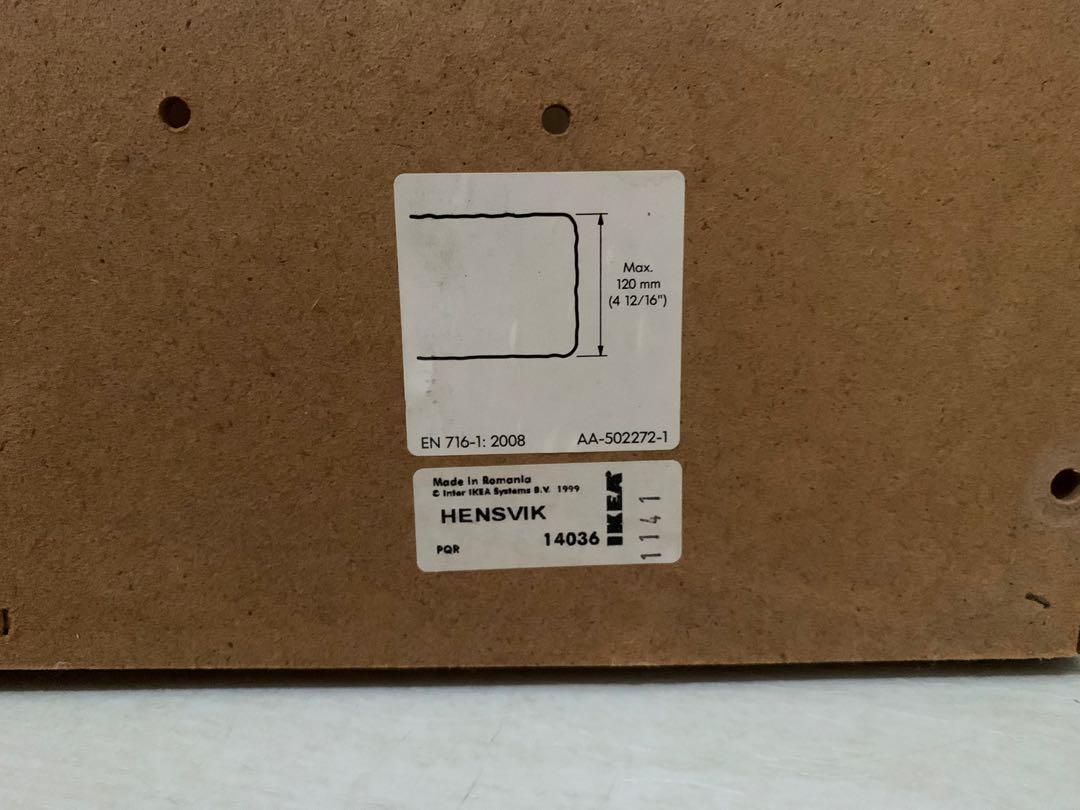 Max.
120 mm
(4 12/16")
EN 716-1: 2008 AA-502272-1
Made in Romania
© Inter IKEA Systems B.V. 1999
HENSVIK
14036
PQR
IKEA
1141